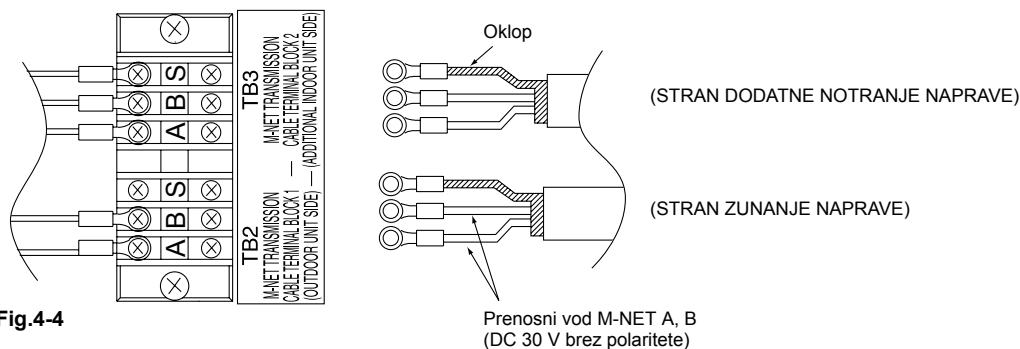 S
B
A
S
B
A
TB3
M-NET TRANSMISSION
CABLE TERMINAL BLOCK 2
(ADDITIONAL INDOOR UNIT SIDE)
TB2
M-NET TRANSMISSION
CABLE TERMINAL BLOCK 1
(OUTDOOR UNIT SIDE)
Oklop
(STRAN DODATNE NOTRANJE NAPRAVE)
(STRAN ZUNANJE NAPRAVE)
Fig.4-4
Prenosni vod M-NET A, B
(DC 30 V brez polaritete)